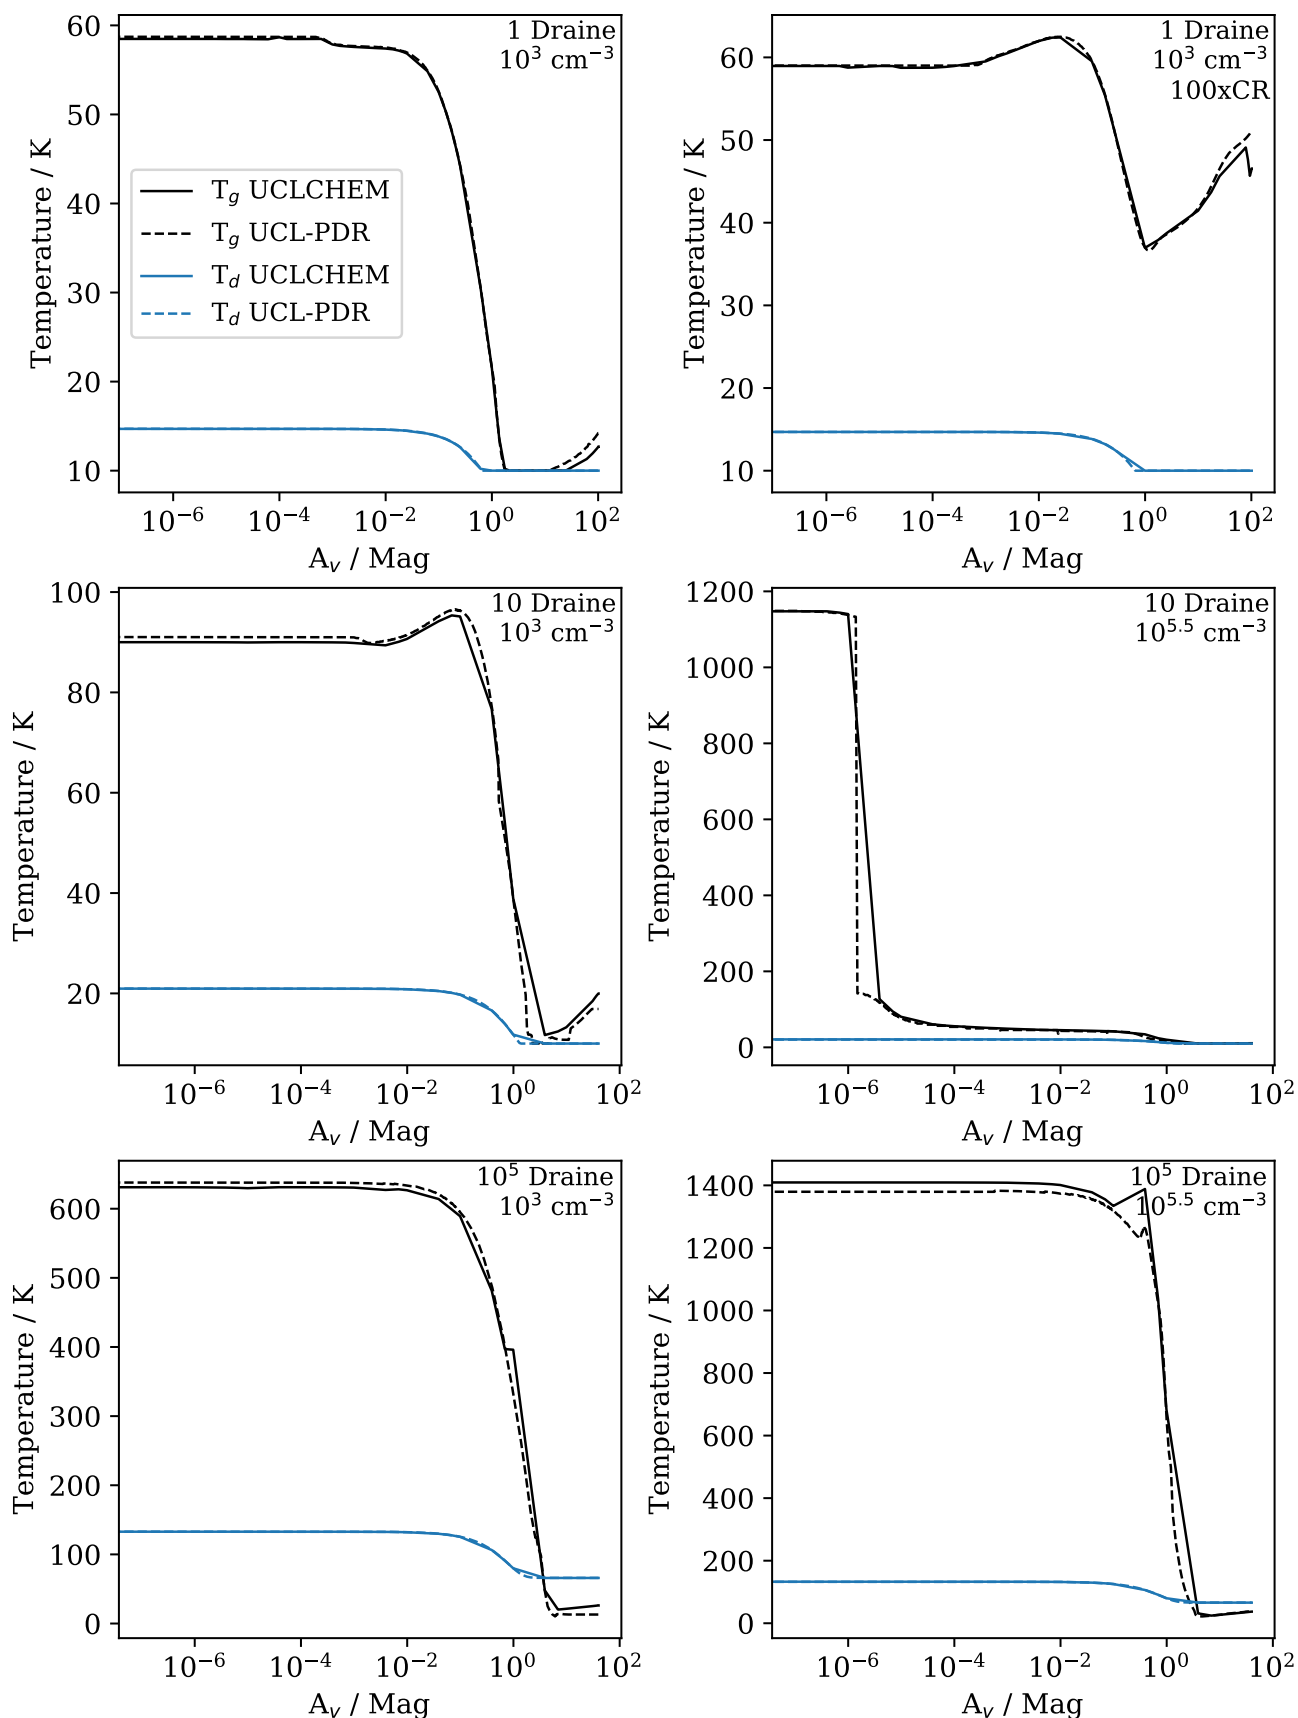 1 Draine
10³ cm⁻³
60
50
40
30
20
10
Temperature / K
T_g UCLCHEM
T_g UCL-PDR
T_d UCLCHEM
T_d UCL-PDR
10⁻⁶ 10⁻⁴ 10⁻² 10⁰ 10²
A_v / Mag
1 Draine
10³ cm⁻³
100xCR
60
50
40
30
20
10
Temperature / K
10⁻⁶ 10⁻⁴ 10⁻² 10⁰ 10²
A_v / Mag
10 Draine
10³ cm⁻³
100
80
60
40
20
Temperature / K
10⁻⁶ 10⁻⁴ 10⁻² 10⁰ 10²
A_v / Mag
10 Draine
10⁵·⁵ cm⁻³
1200
1000
800
600
400
200
0
Temperature / K
10⁻⁶ 10⁻⁴ 10⁻² 10⁰ 10²
A_v / Mag
10⁵ Draine
10³ cm⁻³
600
500
400
300
200
100
0
Temperature / K
10⁻⁶ 10⁻⁴ 10⁻² 10⁰ 10²
A_v / Mag
10⁵ Draine
10⁵·⁵ cm⁻³
1400
1200
1000
800
600
400
200
0
Temperature / K
10⁻⁶ 10⁻⁴ 10⁻² 10⁰ 10²
A_v / Mag